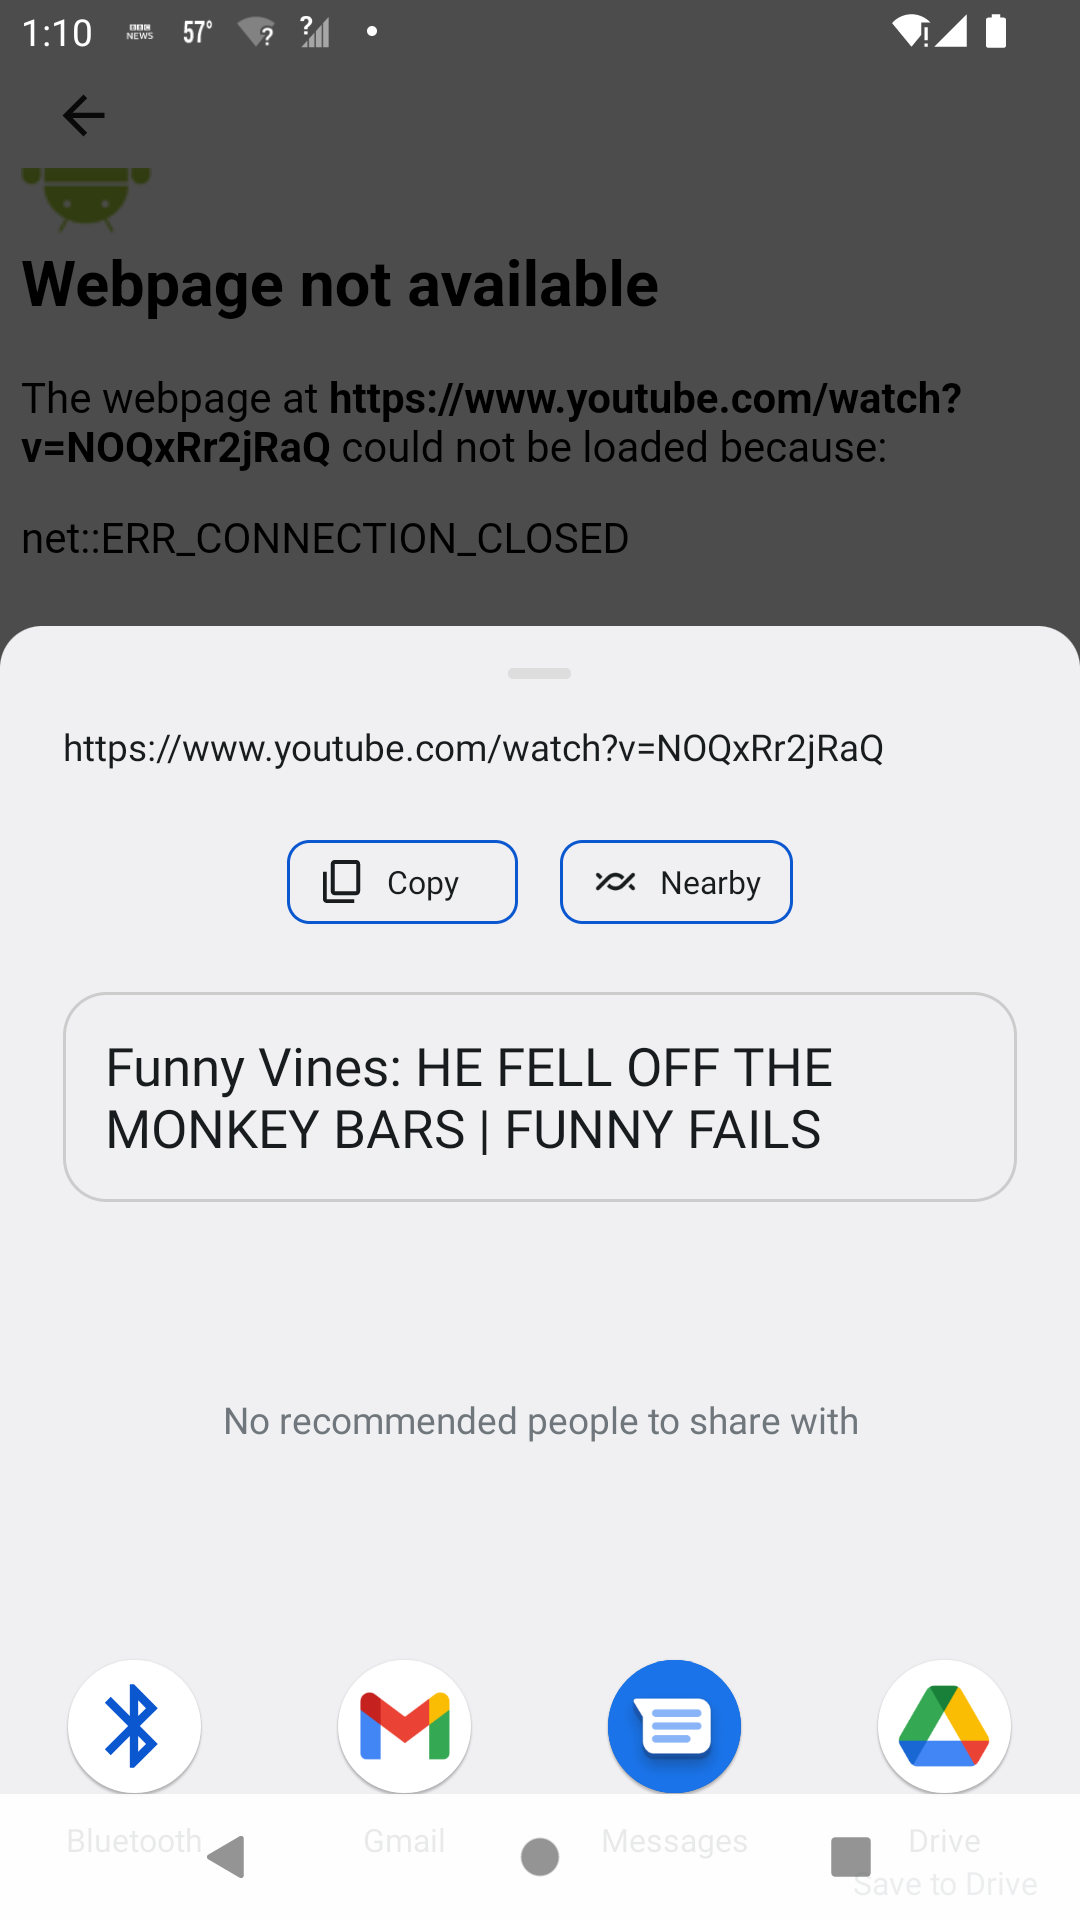 1:10 BBC NEWS 57°
Webpage not available
The webpage at https://www.youtube.com/watch?
v=NOQxRr2jRaQ could not be loaded because:
net::ERR_CONNECTION_CLOSED
https://www.youtube.com/watch?v=NOQxRr2jRaQ
Copy Nearby
Funny Vines: HE FELL OFF THE
MONKEY BARS | FUNNY FAILS
No recommended people to share with
Bluetooth Gmail Messages Drive
Save to Drive